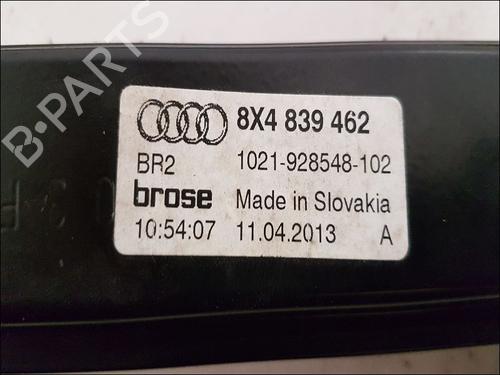 B-PARTS
8X4 839 462
BR2 1021-928548-102
brose Made in Slovakia
10:54:07 11.04.2013 A